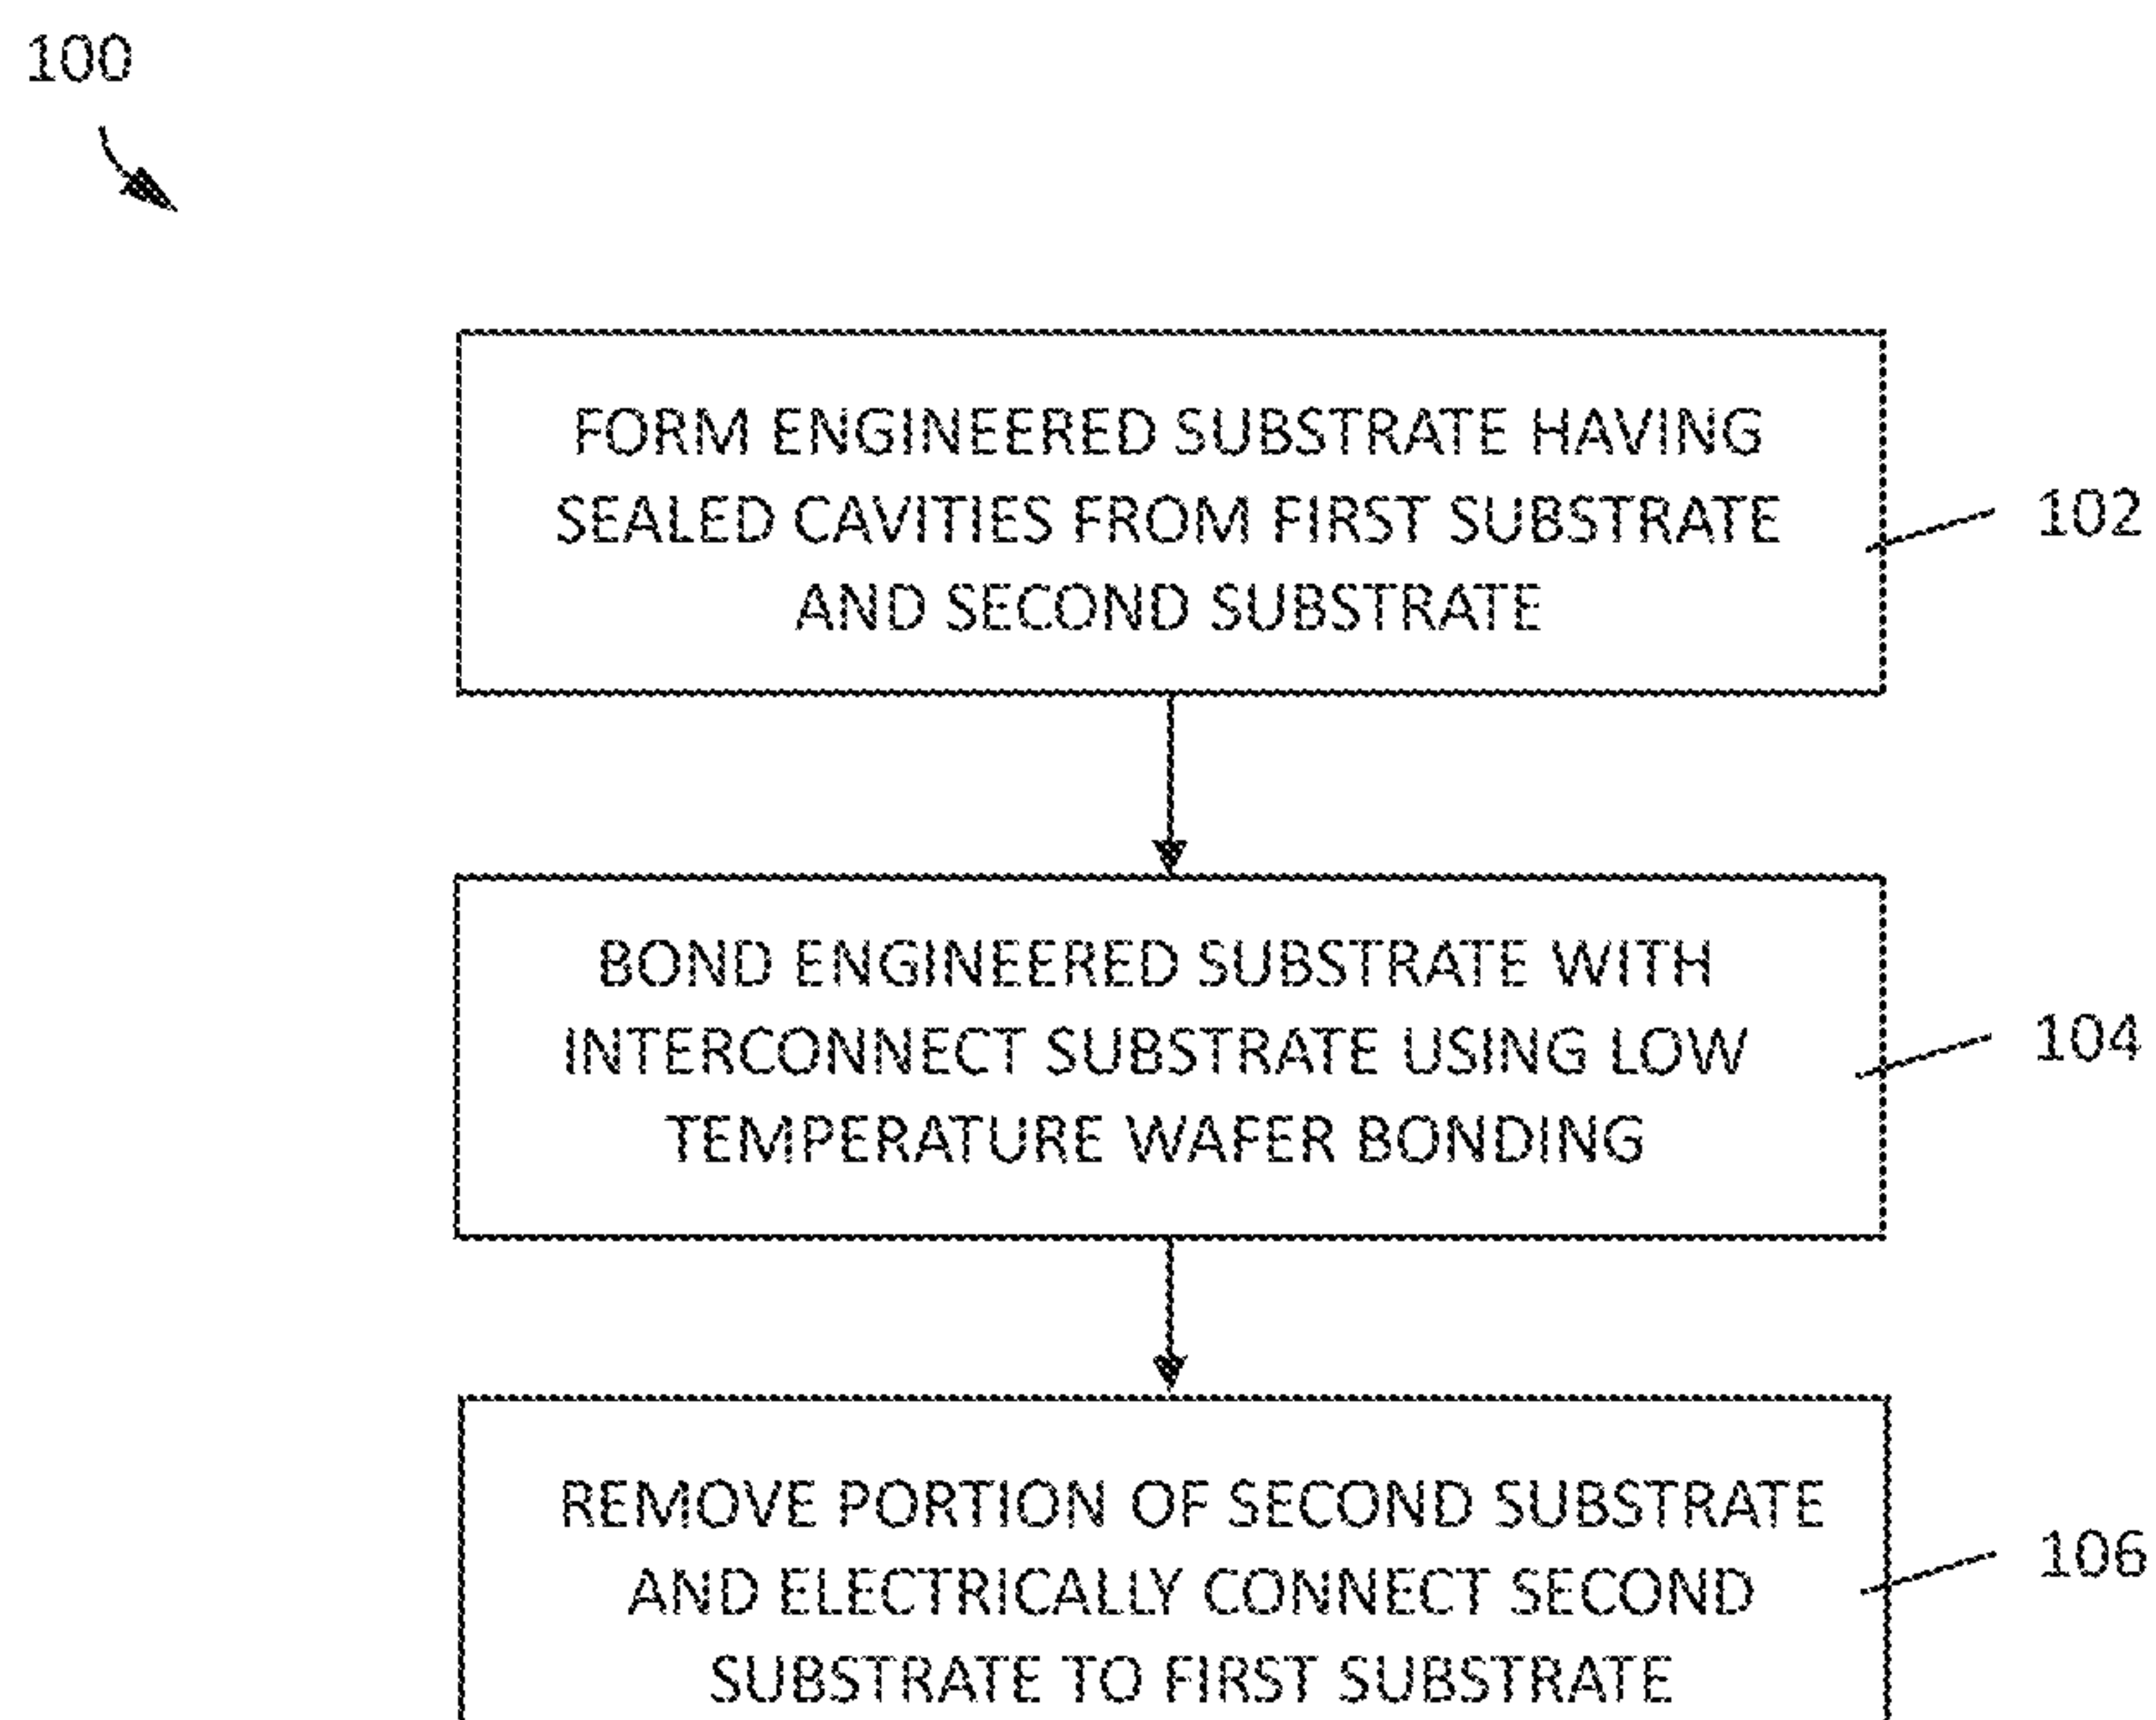 100
FORM ENGINEERED SUBSTRATE HAVING
SEALED CAVITIES FROM FIRST SUBSTRATE
AND SECOND SUBSTRATE
102
BOND ENGINEERED SUBSTRATE WITH
INTERCONNECT SUBSTRATE USING LOW
TEMPERATURE WAFER BONDING
104
REMOVE PORTION OF SECOND SUBSTRATE
AND ELECTRICALLY CONNECT SECOND
SUBSTRATE TO FIRST SUBSTRATE
106